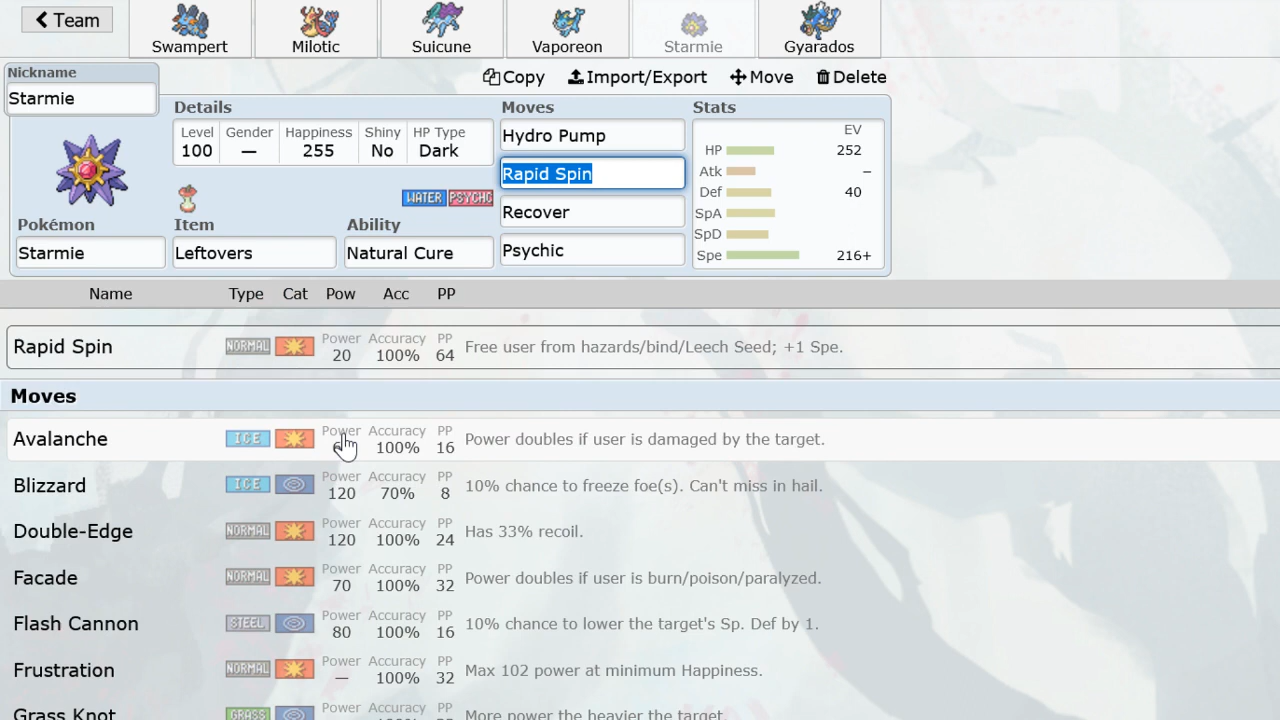 Team
Swampert
Milotic
Suicune
Vaporeon
Starmie
Gyarados
Copy
Import/Export
Move
Delete
Nickname
Starmie
Details
Level
100
Gender
—
Happiness
255
Shiny
No
HP Type
Dark
WATER PSYCHC
Pokémon
Starmie
Item
Leftovers
Ability
Natural Cure
Moves
Hydro Pump
Rapid Spin
Recover
Psychic
Stats
EV
HP 252
Atk –
Def 40
SpA
SpD
Spe 216+
Name Type Cat Pow Acc PP
Rapid Spin NORMAL Power 20 Accuracy 100% PP 64 Free user from hazards/bind/Leech Seed; +1 Spe.
Moves
Avalanche ICE Power Accuracy 100% PP 16 Power doubles if user is damaged by the target.
Blizzard ICE Power 120 Accuracy 70% PP 8 10% chance to freeze foe(s). Can't miss in hail.
Double-Edge NORMAL Power 120 Accuracy 100% PP 24 Has 33% recoil.
Facade NORMAL Power 70 Accuracy 100% PP 32 Power doubles if user is burn/poison/paralyzed.
Flash Cannon STEEL Power 80 Accuracy 100% PP 16 10% chance to lower the target's Sp. Def by 1.
Frustration NORMAL Power — Accuracy 100% PP 32 Max 102 power at minimum Happiness.
Grass Knot GRASS Power Accuracy PP More power the heavier the target.